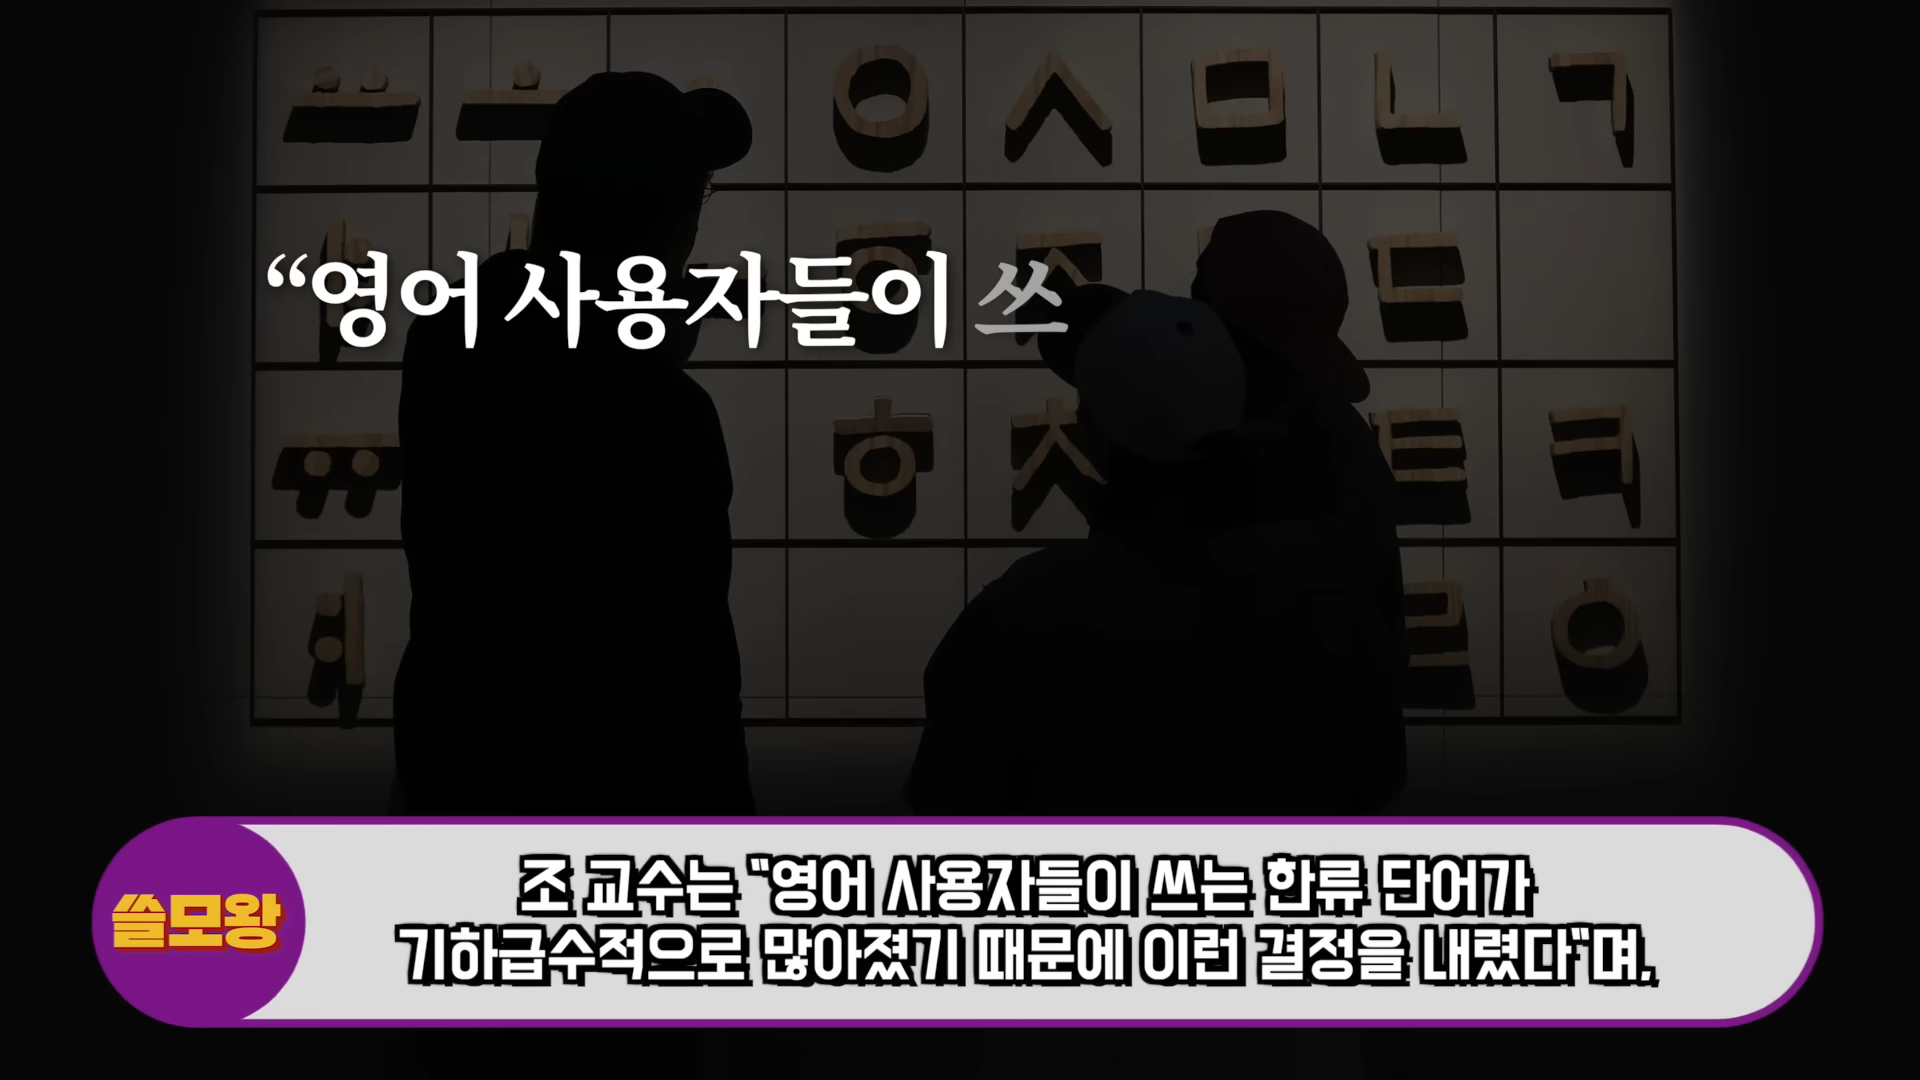 ㅛ ㅗ ㅇ ㅅ ㅁ ㄴ ㄱ
ㅎ ㅈ ㄷ
“영어 사용자들이 쓰
ㅠ ㅎ ㅊ ㅌ ㅋ
ㅕ ㄹ ㆁ
조 교수는 "영어 사용자들이 쓰는 한류 단어가
기하급수적으로 많아졌기 때문에 이런 결정을 내렸다"며,
쓸모왕